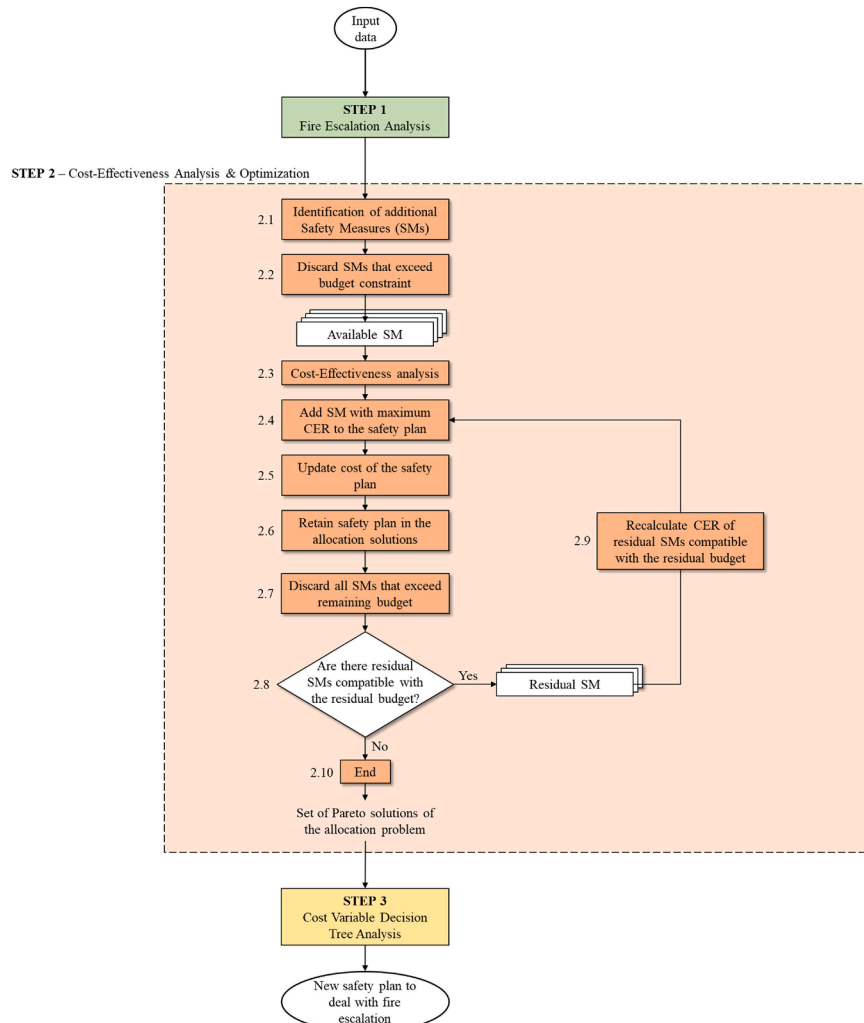 Input
data
STEP 1
Fire Escalation Analysis
STEP 2 – Cost-Effectiveness Analysis & Optimization
2.1
Identification of additional
Safety Measures (SMs)
2.2
Discard SMs that exceed
budget constraint
Available SM
2.3
Cost-Effectiveness analysis
2.4
Add SM with maximum
CER to the safety plan
2.5
Update cost of the safety
plan
2.6
Retain safety plan in the
allocation solutions
2.9
Recalculate CER of
residual SMs compatible
with the residual budget
2.7
Discard all SMs that exceed
remaining budget
2.8
Are there residual
SMs compatible with
the residual budget?
Yes
Residual SM
No
2.10
End
Set of Pareto solutions of
the allocation problem
STEP 3
Cost Variable Decision
Tree Analysis
New safety plan to
deal with fire
escalation